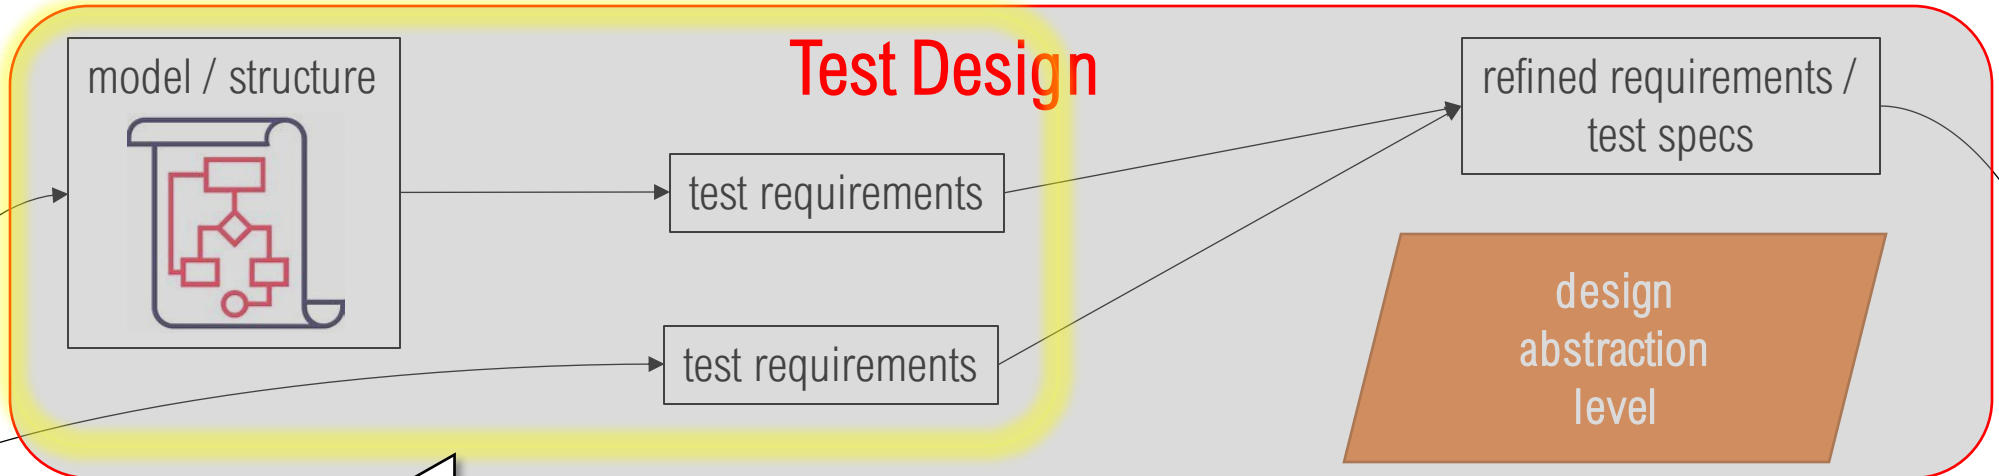 Test Design
model / structure
test requirements
test requirements
refined requirements /
test specs
design
abstraction
level